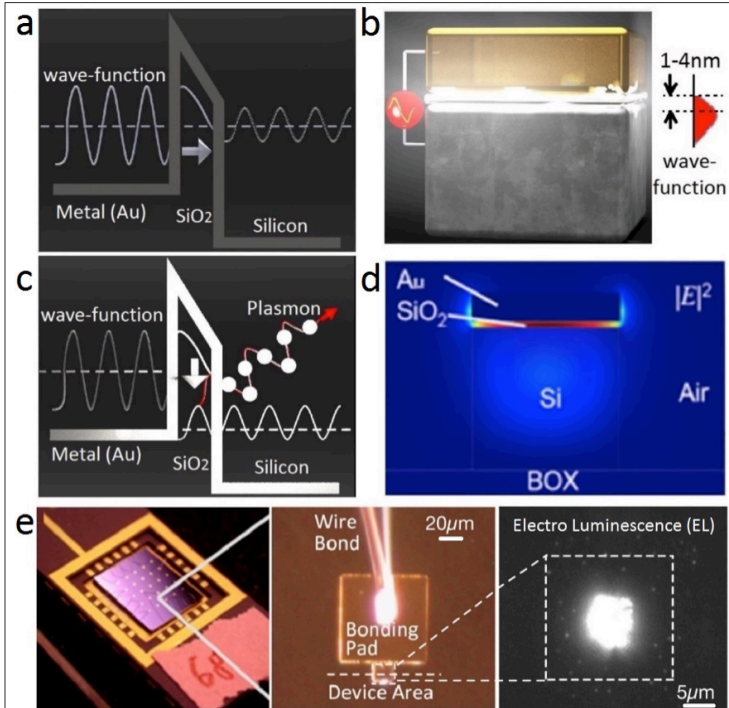 a
wave-function
Metal (Au)
SiO₂
Silicon
b
1-4nm
wave-
function
c
wave-function
Plasmon
Metal (Au)
SiO₂
Silicon
d
Au
SiO₂
|E|²
Si
Air
BOX
e
68
Wire
Bond
20μm
Bonding
Pad
Device Area
Electro Luminescence (EL)
5μm